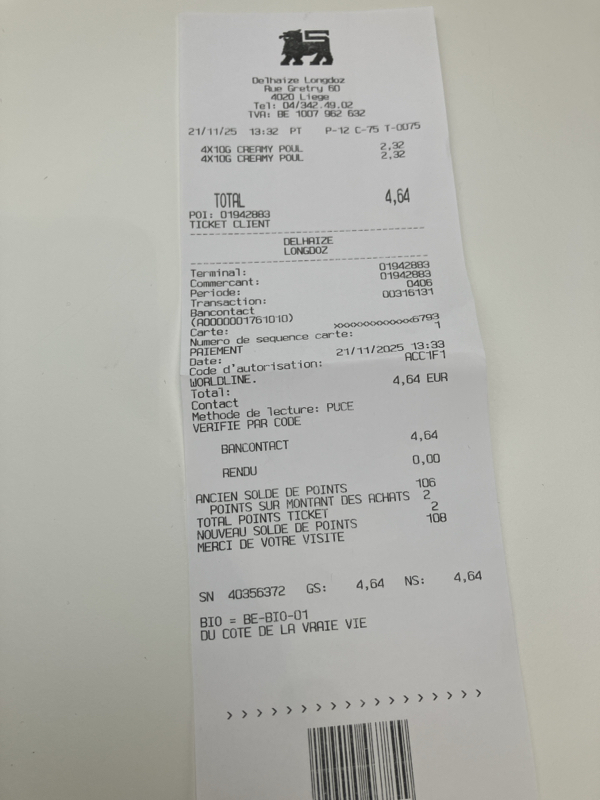 Delhaize Longdoz
Rue Gretry 60
4020 Liege
Tel: 04/342.49.02
TVA: BE 1007 962 632
21/11/25 13:32 PT P-12 C-75 T-0075
4X10G CREAMY POUL 2,32
4X10G CREAMY POUL 2,32
TOTAL 4,64
POI: 01942883
TICKET CLIENT
DELHAIZE
LONGDOZ
Terminal: 01942883
Commercant: 01942883
Periode: 0406
Transaction: 00316131
Bancontact
(A0000001761010)
Carte: xxxxxxxxxxxx6793
Numero de sequence carte: 1
PAIEMENT
Date: 21/11/2025 13:33
Code d'autorisation: ACC1F1
WORLDLINE.
Total: 4,64 EUR
Contact
Methode de lecture: PUCE
VERIFIE PAR CODE
BANCONTACT 4,64
RENDU 0,00
ANCIEN SOLDE DE POINTS 106
POINTS SUR MONTANT DES ACHATS 2
TOTAL POINTS TICKET 2
NOUVEAU SOLDE DE POINTS 108
MERCI DE VOTRE VISITE
SN 40356372 GS: 4,64 NS: 4,64
BIO = BE-BIO-01
DU COTE DE LA VRAIE VIE